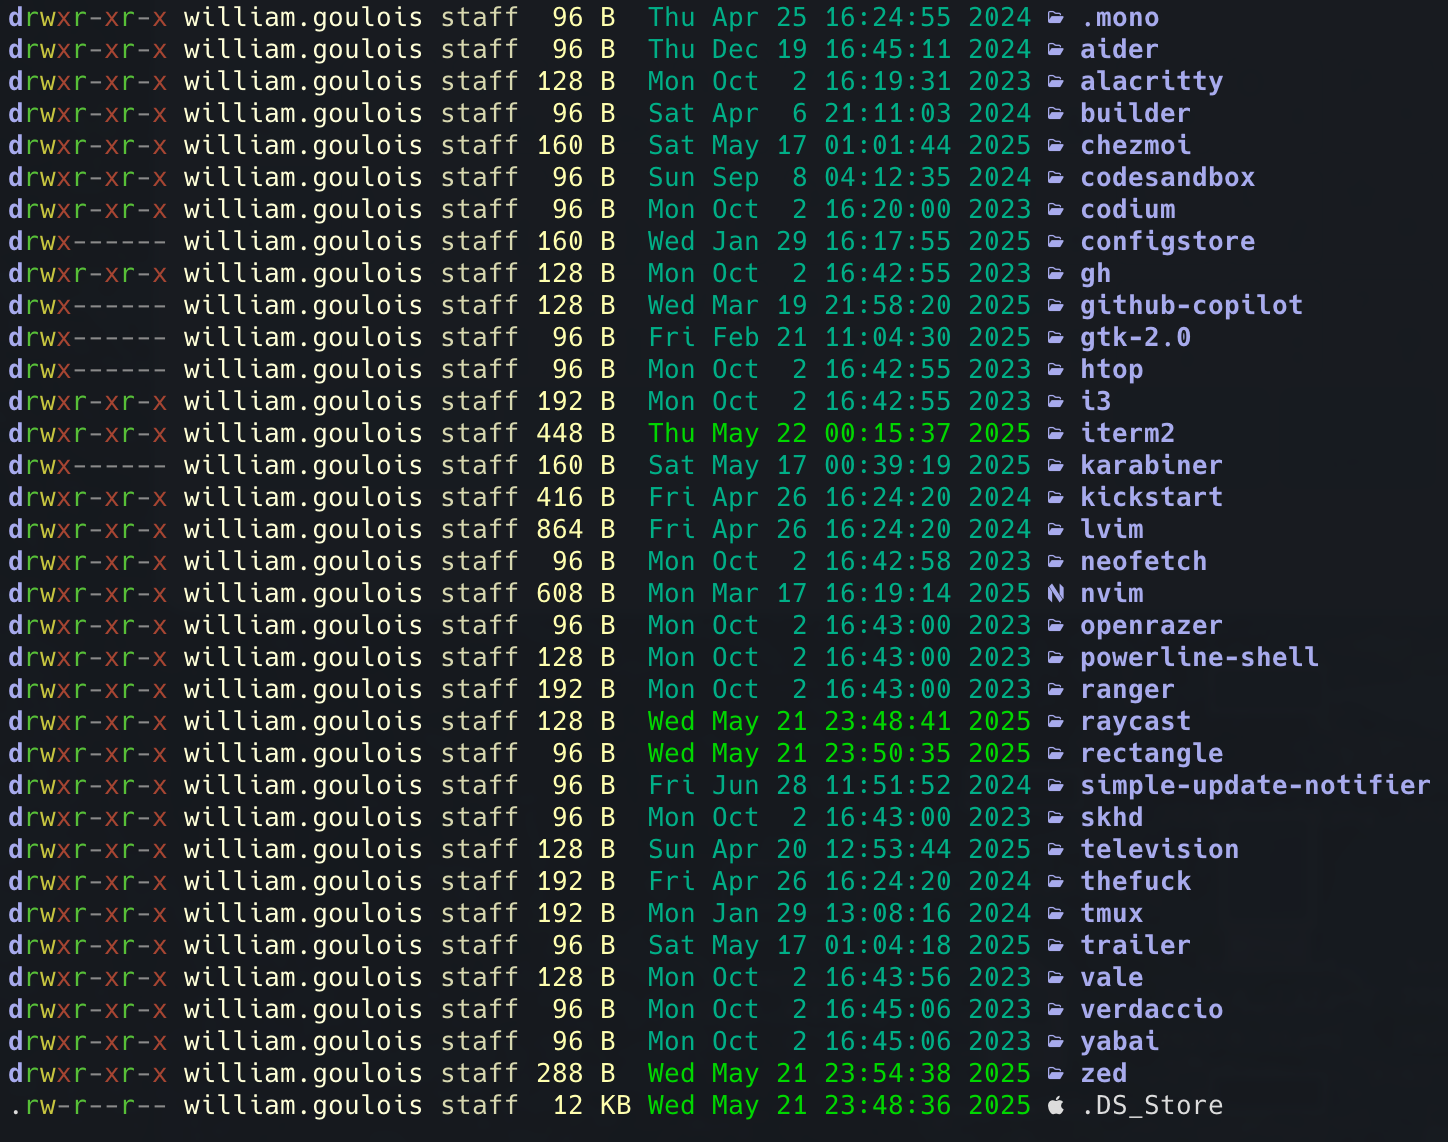 drwxr-xr-x william.goulois staff  96 B  Thu Apr 25 16:24:55 2024 .mono
drwxr-xr-x william.goulois staff  96 B  Thu Dec 19 16:45:11 2024 aider
drwxr-xr-x william.goulois staff 128 B  Mon Oct  2 16:19:31 2023 alacritty
drwxr-xr-x william.goulois staff  96 B  Sat Apr  6 21:11:03 2024 builder
drwxr-xr-x william.goulois staff 160 B  Sat May 17 01:01:44 2025 chezmoi
drwxr-xr-x william.goulois staff  96 B  Sun Sep  8 04:12:35 2024 codesandbox
drwxr-xr-x william.goulois staff  96 B  Mon Oct  2 16:20:00 2023 codium
drwx------ william.goulois staff 160 B  Wed Jan 29 16:17:55 2025 configstore
drwxr-xr-x william.goulois staff 128 B  Mon Oct  2 16:42:55 2023 gh
drwx------ william.goulois staff 128 B  Wed Mar 19 21:58:20 2025 github-copilot
drwx------ william.goulois staff  96 B  Fri Feb 21 11:04:30 2025 gtk-2.0
drwx------ william.goulois staff  96 B  Mon Oct  2 16:42:55 2023 htop
drwxr-xr-x william.goulois staff 192 B  Mon Oct  2 16:42:55 2023 i3
drwxr-xr-x william.goulois staff 448 B  Thu May 22 00:15:37 2025 iterm2
drwx------ william.goulois staff 160 B  Sat May 17 00:39:19 2025 karabiner
drwxr-xr-x william.goulois staff 416 B  Fri Apr 26 16:24:20 2024 kickstart
drwxr-xr-x william.goulois staff 864 B  Fri Apr 26 16:24:20 2024 lvim
drwxr-xr-x william.goulois staff  96 B  Mon Oct  2 16:42:58 2023 neofetch
drwxr-xr-x william.goulois staff 608 B  Mon Mar 17 16:19:14 2025 nvim
drwxr-xr-x william.goulois staff  96 B  Mon Oct  2 16:43:00 2023 openrazer
drwxr-xr-x william.goulois staff 128 B  Mon Oct  2 16:43:00 2023 powerline-shell
drwxr-xr-x william.goulois staff 192 B  Mon Oct  2 16:43:00 2023 ranger
drwxr-xr-x william.goulois staff 128 B  Wed May 21 23:48:41 2025 raycast
drwxr-xr-x william.goulois staff  96 B  Wed May 21 23:50:35 2025 rectangle
drwxr-xr-x william.goulois staff  96 B  Fri Jun 28 11:51:52 2024 simple-update-notifier
drwxr-xr-x william.goulois staff  96 B  Mon Oct  2 16:43:00 2023 skhd
drwxr-xr-x william.goulois staff 128 B  Sun Apr 20 12:53:44 2025 television
drwxr-xr-x william.goulois staff 192 B  Fri Apr 26 16:24:20 2024 thefuck
drwxr-xr-x william.goulois staff 192 B  Mon Jan 29 13:08:16 2024 tmux
drwxr-xr-x william.goulois staff  96 B  Sat May 17 01:04:18 2025 trailer
drwxr-xr-x william.goulois staff 128 B  Mon Oct  2 16:43:56 2023 vale
drwxr-xr-x william.goulois staff  96 B  Mon Oct  2 16:45:06 2023 verdaccio
drwxr-xr-x william.goulois staff  96 B  Mon Oct  2 16:45:06 2023 yabai
drwxr-xr-x william.goulois staff 288 B  Wed May 21 23:54:38 2025 zed
.rw-r--r-- william.goulois staff  12 KB Wed May 21 23:48:36 2025 .DS_Store